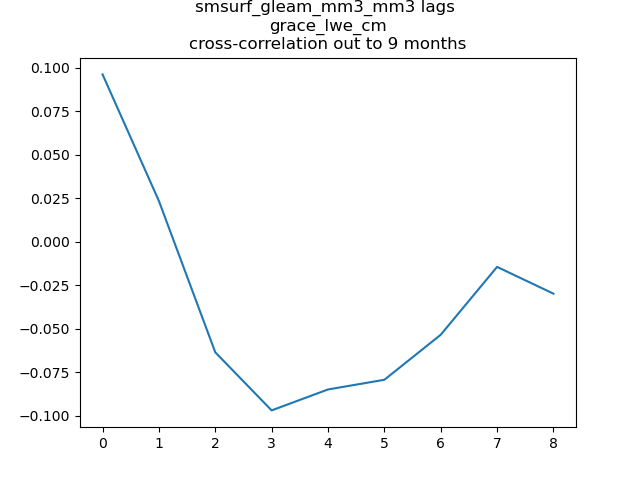 smsurf_gleam_mm3_mm3 lags
grace_lwe_cm
cross-correlation out to 9 months
0.100
0.075
0.050
0.025
0.000
−0.025
−0.050
−0.075
−0.100
0 1 2 3 4 5 6 7 8